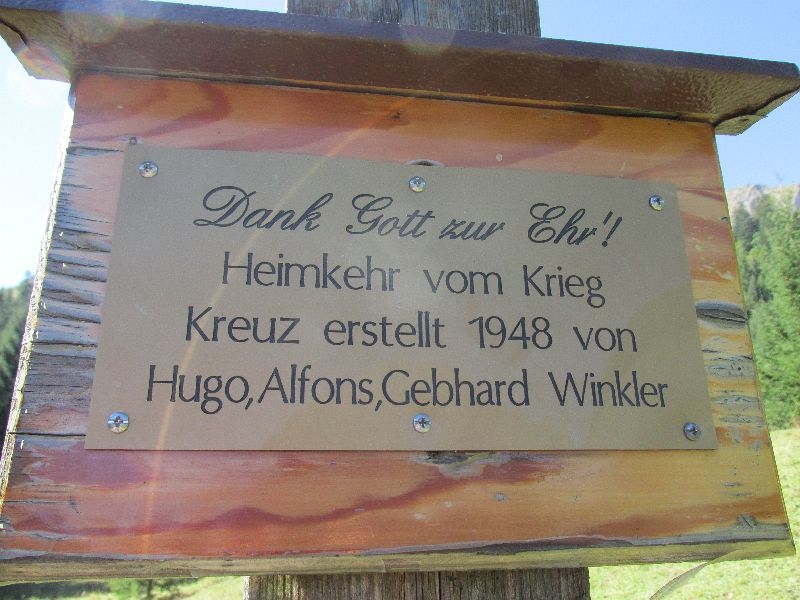 Dank Gott zur Ehr'!
Heimkehr vom Krieg
Kreuz erstellt 1948 von
Hugo,Alfons,Gebhard Winkler